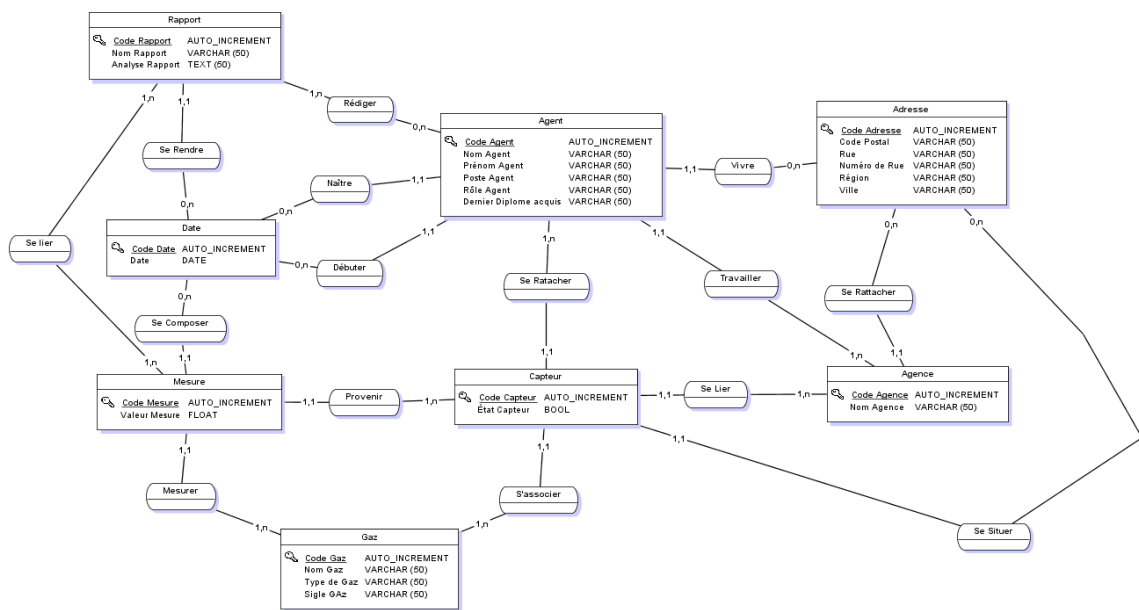 Rapport
Code Rapport AUTO_INCREMENT
Nom Rapport VARCHAR (50)
Analyse Rapport TEXT (50)
1,n
1,1
1,n
Rédiger
0,n
Agent
Code Agent AUTO_INCREMENT
Nom Agent VARCHAR (50)
Prénom Agent VARCHAR (50)
Poste Agent VARCHAR (50)
Rôle Agent VARCHAR (50)
Dernier Diplome acquis VARCHAR (50)
Adresse
Code Adresse AUTO_INCREMENT
Code Postal VARCHAR (50)
Rue VARCHAR (50)
Numéro de Rue VARCHAR (50)
Région VARCHAR (50)
Ville VARCHAR (50)
Se Rendre
1,1
Vivre
0,n
Naître
1,1
0,n
0,n
Date
Code Date AUTO_INCREMENT
Date DATE
Se lier
0,n
Débuter
1,1
1,n
Se Ratacher
1,1
1,1
Travailler
1,n
0,n
Se Rattacher
1,1
0,n
0,n
Se Composer
1,1
1,n
Mesure
Code Mesure AUTO_INCREMENT
Valeur Mesure FLOAT
1,1
Provenir
1,n
Capteur
Code Capteur AUTO_INCREMENT
État Capteur BOOL
1,1
Se Lier
1,n
Agence
Code Agence AUTO_INCREMENT
Nom Agence VARCHAR (50)
1,1
Mesurer
1,n
1,1
S'associer
1,n
1,1
Se Situer
Gaz
Code Gaz AUTO_INCREMENT
Nom Gaz VARCHAR (50)
Type de Gaz VARCHAR (50)
Sigle GAz VARCHAR (50)